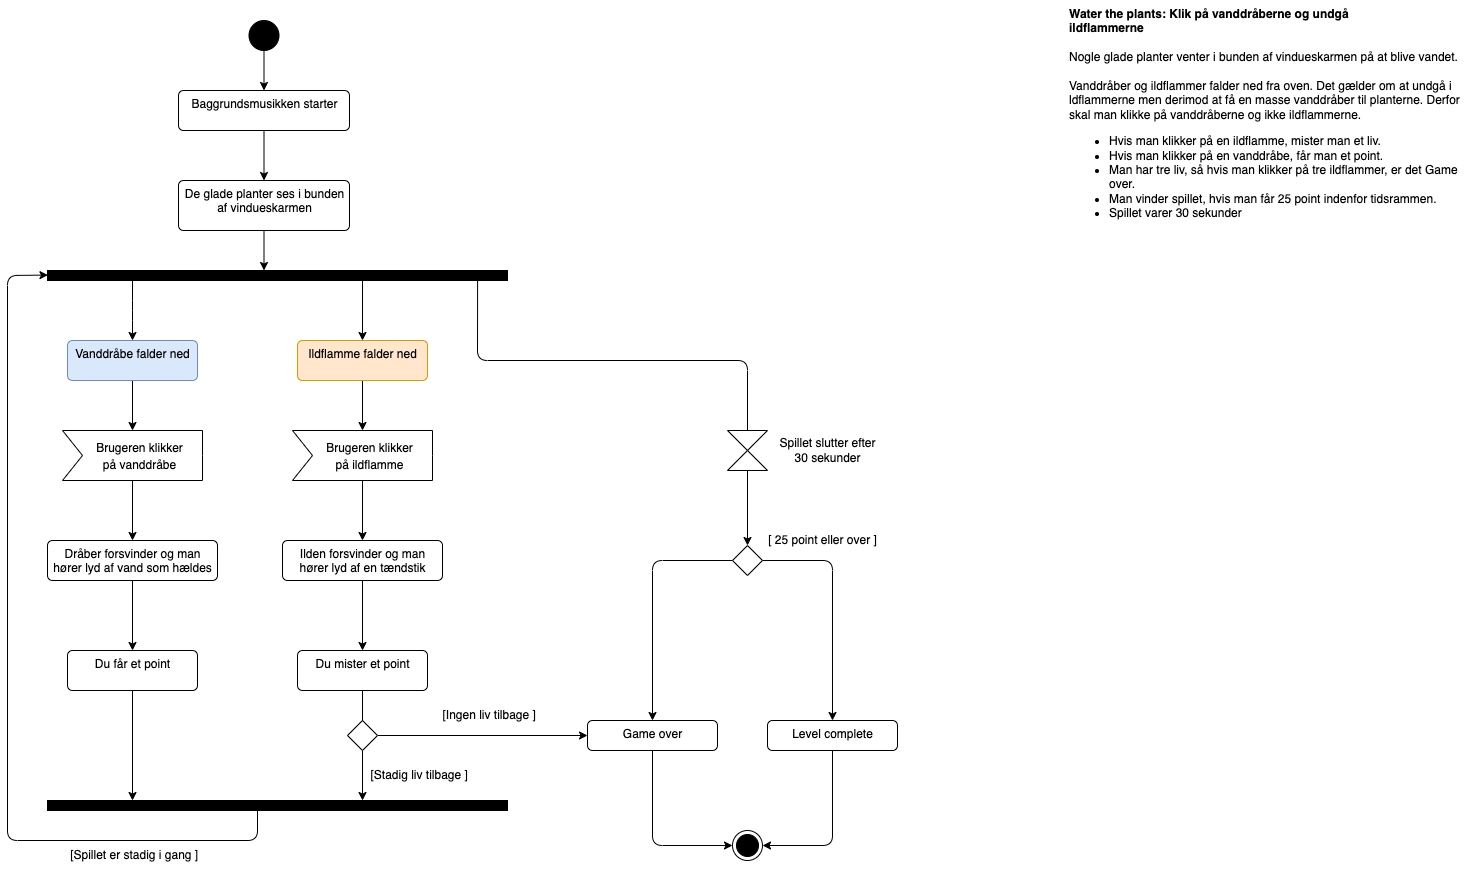 Water the plants: Klik på vanddråberne og undgå
ildflammerne
Nogle glade planter venter i bunden af vindueskarmen på at blive vandet.
Vanddråber og ildflammer falder ned fra oven. Det gælder om at undgå i
ldflammerne men derimod at få en masse vanddråber til planterne. Derfor
skal man klikke på vanddråberne og ikke ildflammerne.
• Hvis man klikker på en ildflamme, mister man et liv.
• Hvis man klikker på en vanddråbe, får man et point.
• Man har tre liv, så hvis man klikker på tre ildflammer, er det Game
over.
• Man vinder spillet, hvis man får 25 point indenfor tidsrammen.
• Spillet varer 30 sekunder
Baggrundsmusikken starter
De glade planter ses i bunden
af vindueskarmen
Vanddråbe falder ned
Ildflamme falder ned
Brugeren klikker
på vanddråbe
Brugeren klikker
på ildflamme
Spillet slutter efter
30 sekunder
Dråber forsvinder og man
hører lyd af vand som hældes
Ilden forsvinder og man
hører lyd af en tændstik
[ 25 point eller over ]
Du får et point
Du mister et point
[Ingen liv tilbage ]
Game over
Level complete
[Stadig liv tilbage ]
[Spillet er stadig i gang ]